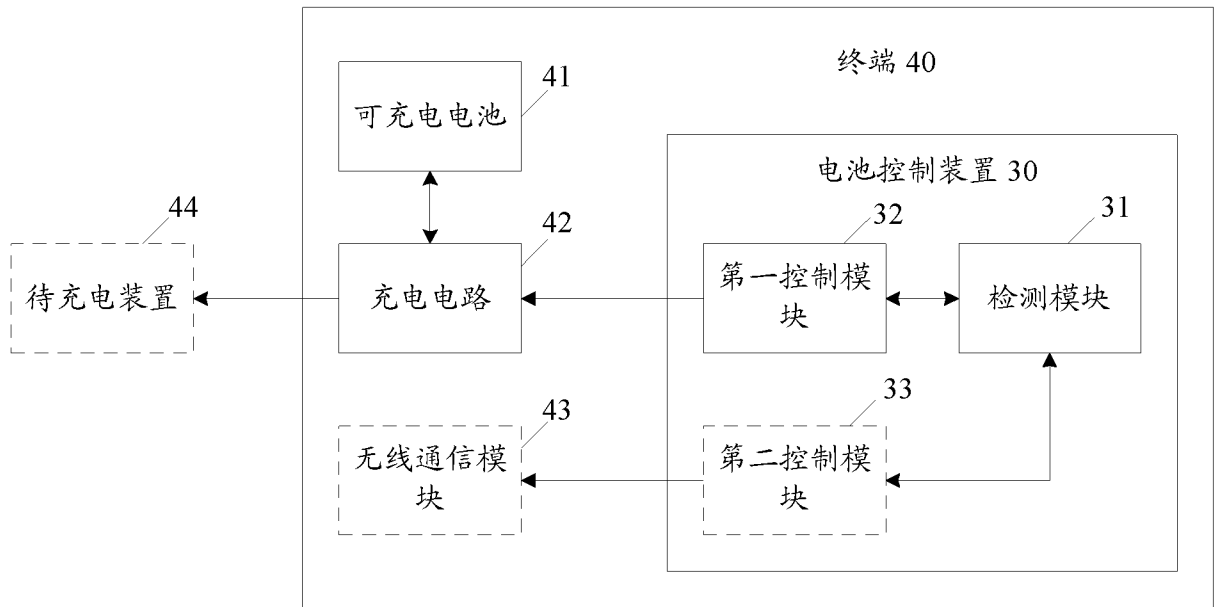 终端 40
可充电电池
41
电池控制装置 30
44
42
32
31
待充电装置
充电电路
第一控制模
块
检测模块
43
33
无线通信模
块
第二控制模
块